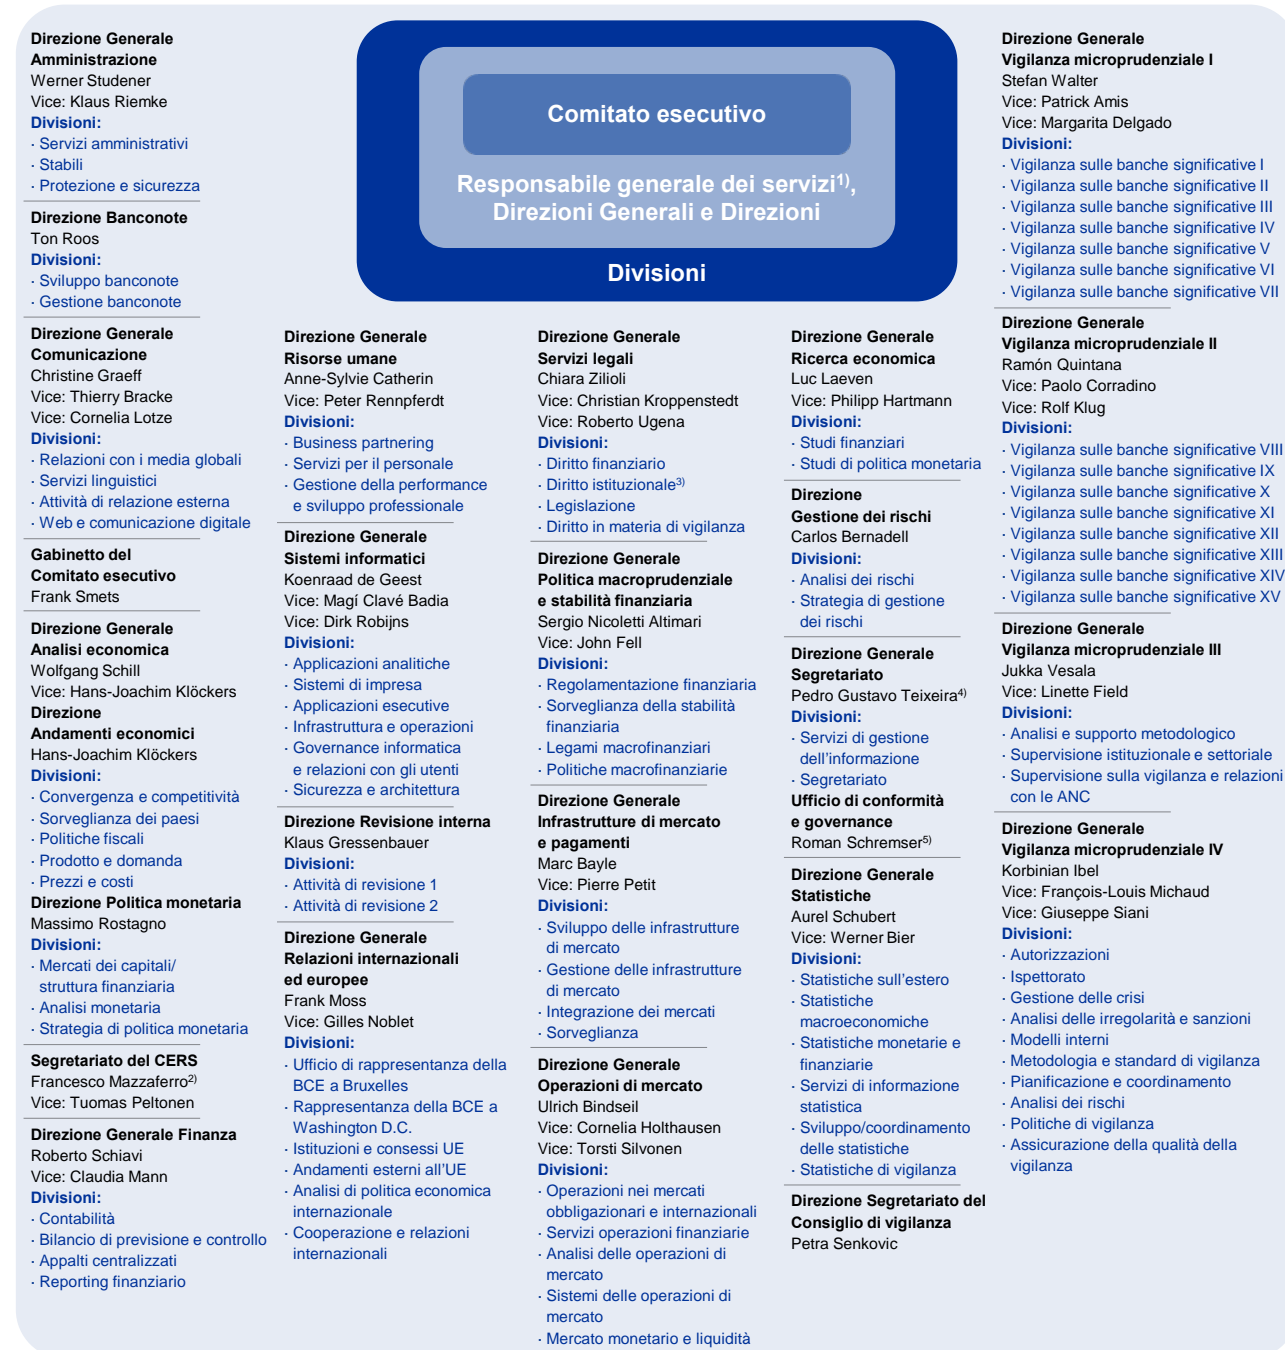 Direzione Generale
Amministrazione
Werner Studener
Vice: Klaus Riemke
Divisioni:
· Servizi amministrativi
· Stabili
· Protezione e sicurezza
Direzione Banconote
Ton Roos
Divisioni:
· Sviluppo banconote
· Gestione banconote
Direzione Generale
Comunicazione
Christine Graeff
Vice: Thierry Bracke
Vice: Cornelia Lotze
Divisioni:
· Relazioni con i media globali
· Servizi linguistici
· Attività di relazione esterna
· Web e comunicazione digitale
Gabinetto del
Comitato esecutivo
Frank Smets
Direzione Generale
Analisi economica
Wolfgang Schill
Vice: Hans-Joachim Klöckers
Direzione
Andamenti economici
Hans-Joachim Klöckers
Divisioni:
· Convergenza e competitività
· Sorveglianza dei paesi
· Politiche fiscali
· Prodotto e domanda
· Prezzi e costi
Direzione Politica monetaria
Massimo Rostagno
Divisioni:
· Mercati dei capitali/
struttura finanziaria
· Analisi monetaria
· Strategia di politica monetaria
Segretariato del CERS
Francesco Mazzaferro2)
Vice: Tuomas Peltonen
Direzione Generale Finanza
Roberto Schiavi
Vice: Claudia Mann
Divisioni:
· Contabilità
· Bilancio di previsione e controllo
· Appalti centralizzati
· Reporting finanziario
Comitato esecutivo
Responsabile generale dei servizi1),
Direzioni Generali e Direzioni
Divisioni
Direzione Generale
Risorse umane
Anne-Sylvie Catherin
Vice: Peter Rennpferdt
Divisioni:
· Business partnering
· Servizi per il personale
· Gestione della performance
e sviluppo professionale
Direzione Generale
Sistemi informatici
Koenraad de Geest
Vice: Magí Clavé Badia
Vice: Dirk Robijns
Divisioni:
· Applicazioni analitiche
· Sistemi di impresa
· Applicazioni esecutive
· Infrastruttura e operazioni
· Governance informatica
e relazioni con gli utenti
· Sicurezza e architettura
Direzione Revisione interna
Klaus Gressenbauer
Divisioni:
· Attività di revisione 1
· Attività di revisione 2
Direzione Generale
Relazioni internazionali
ed europee
Frank Moss
Vice: Gilles Noblet
Divisioni:
· Ufficio di rappresentanza della
BCE a Bruxelles
· Rappresentanza della BCE a
Washington D.C.
· Istituzioni e consessi UE
· Andamenti esterni all'UE
· Analisi di politica economica
internazionale
· Cooperazione e relazioni
internazionali
Direzione Generale
Servizi legali
Chiara Zilioli
Vice: Christian Kroppenstedt
Vice: Roberto Ugena
Divisioni:
· Diritto finanziario
· Diritto istituzionale3)
· Legislazione
· Diritto in materia di vigilanza
Direzione Generale
Politica macroprudenziale
e stabilità finanziaria
Sergio Nicoletti Altimari
Vice: John Fell
Divisioni:
· Regolamentazione finanziaria
· Sorveglianza della stabilità
finanziaria
· Legami macrofinanziari
· Politiche macrofinanziarie
Direzione Generale
Infrastrutture di mercato
e pagamenti
Marc Bayle
Vice: Pierre Petit
Divisioni:
· Sviluppo delle infrastrutture
di mercato
· Gestione delle infrastrutture
di mercato
· Integrazione dei mercati
· Sorveglianza
Direzione Generale
Operazioni di mercato
Ulrich Bindseil
Vice: Cornelia Holthausen
Vice: Torsti Silvonen
Divisioni:
· Operazioni nei mercati
obbligazionari e internazionali
· Servizi operazioni finanziarie
· Analisi delle operazioni di
mercato
· Sistemi delle operazioni di
mercato
· Mercato monetario e liquidità
Direzione Generale
Ricerca economica
Luc Laeven
Vice: Philipp Hartmann
Divisioni:
· Studi finanziari
· Studi di politica monetaria
Direzione
Gestione dei rischi
Carlos Bernadell
Divisioni:
· Analisi dei rischi
· Strategia di gestione
dei rischi
Direzione Generale
Segretariato
Pedro Gustavo Teixeira4)
Divisioni:
· Servizi di gestione
dell'informazione
· Segretariato
Ufficio di conformità
e governance
Roman Schremser5)
Direzione Generale
Statistiche
Aurel Schubert
Vice: Werner Bier
Divisioni:
· Statistiche sull'estero
· Statistiche
macroeconomiche
· Statistiche monetarie e
finanziarie
· Servizi di informazione
statistica
· Sviluppo/coordinamento
delle statistiche
· Statistiche di vigilanza
Direzione Segretariato del
Consiglio di vigilanza
Petra Senkovic
Direzione Generale
Vigilanza microprudenziale I
Stefan Walter
Vice: Patrick Amis
Vice: Margarita Delgado
Divisioni:
· Vigilanza sulle banche significative I
· Vigilanza sulle banche significative II
· Vigilanza sulle banche significative III
· Vigilanza sulle banche significative IV
· Vigilanza sulle banche significative V
· Vigilanza sulle banche significative VI
· Vigilanza sulle banche significative VII
Direzione Generale
Vigilanza microprudenziale II
Ramón Quintana
Vice: Paolo Corradino
Vice: Rolf Klug
Divisioni:
· Vigilanza sulle banche significative VIII
· Vigilanza sulle banche significative IX
· Vigilanza sulle banche significative X
· Vigilanza sulle banche significative XI
· Vigilanza sulle banche significative XII
· Vigilanza sulle banche significative XIII
· Vigilanza sulle banche significative XIV
· Vigilanza sulle banche significative XV
Direzione Generale
Vigilanza microprudenziale III
Jukka Vesala
Vice: Linette Field
Divisioni:
· Analisi e supporto metodologico
· Supervisione istituzionale e settoriale
· Supervisione sulla vigilanza e relazioni
con le ANC
Direzione Generale
Vigilanza microprudenziale IV
Korbinian Ibel
Vice: François-Louis Michaud
Vice: Giuseppe Siani
Divisioni:
· Autorizzazioni
· Ispettorato
· Gestione delle crisi
· Analisi delle irregolarità e sanzioni
· Modelli interni
· Metodologia e standard di vigilanza
· Pianificazione e coordinamento
· Analisi dei rischi
· Politiche di vigilanza
· Assicurazione della qualità della
vigilanza